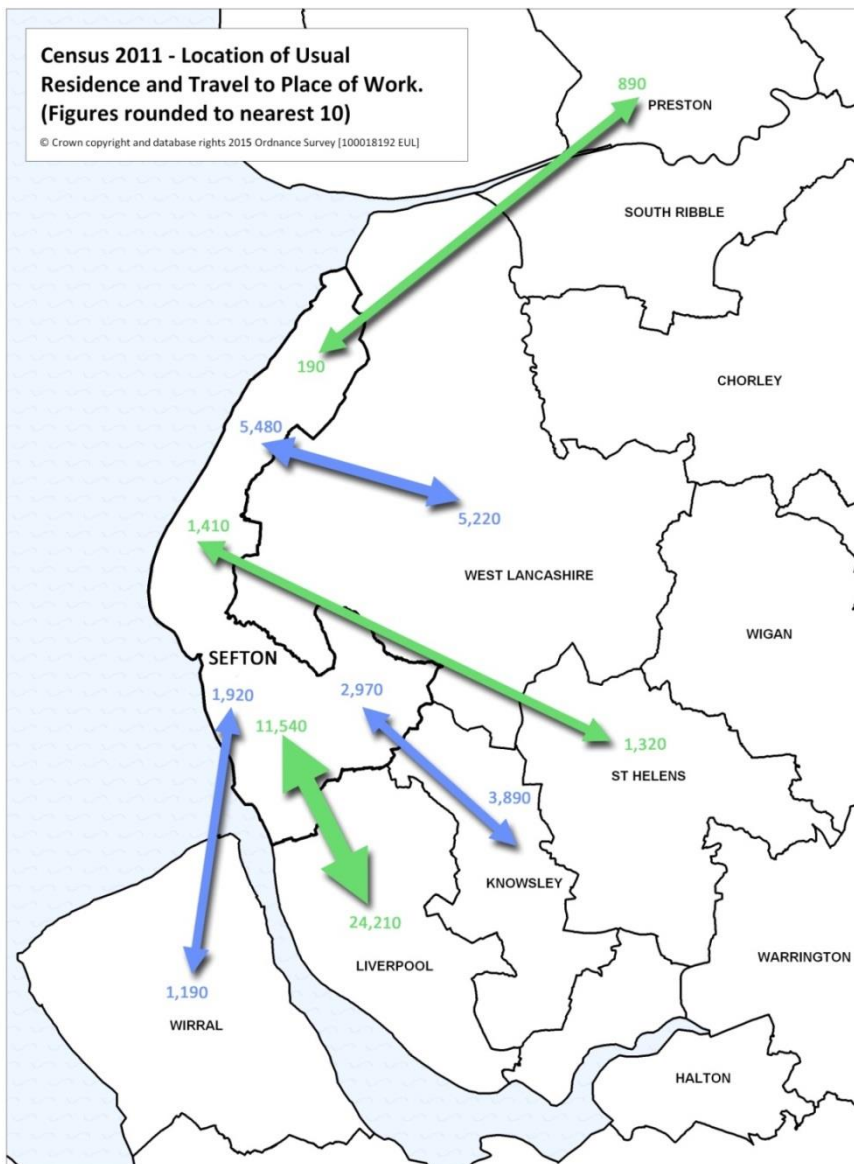 Census 2011 - Location of Usual
Residence and Travel to Place of Work.
(Figures rounded to nearest 10)
© Crown copyright and database rights 2015 Ordnance Survey [100018192 EUL]
890
PRESTON
SOUTH RIBBLE
190
CHORLEY
5,480
5,220
1,410
WEST LANCASHIRE
WIGAN
SEFTON
1,920
2,970
11,540
1,320
ST HELENS
3,890
KNOWSLEY
24,210
LIVERPOOL
WARRINGTON
1,190
WIRRAL
HALTON